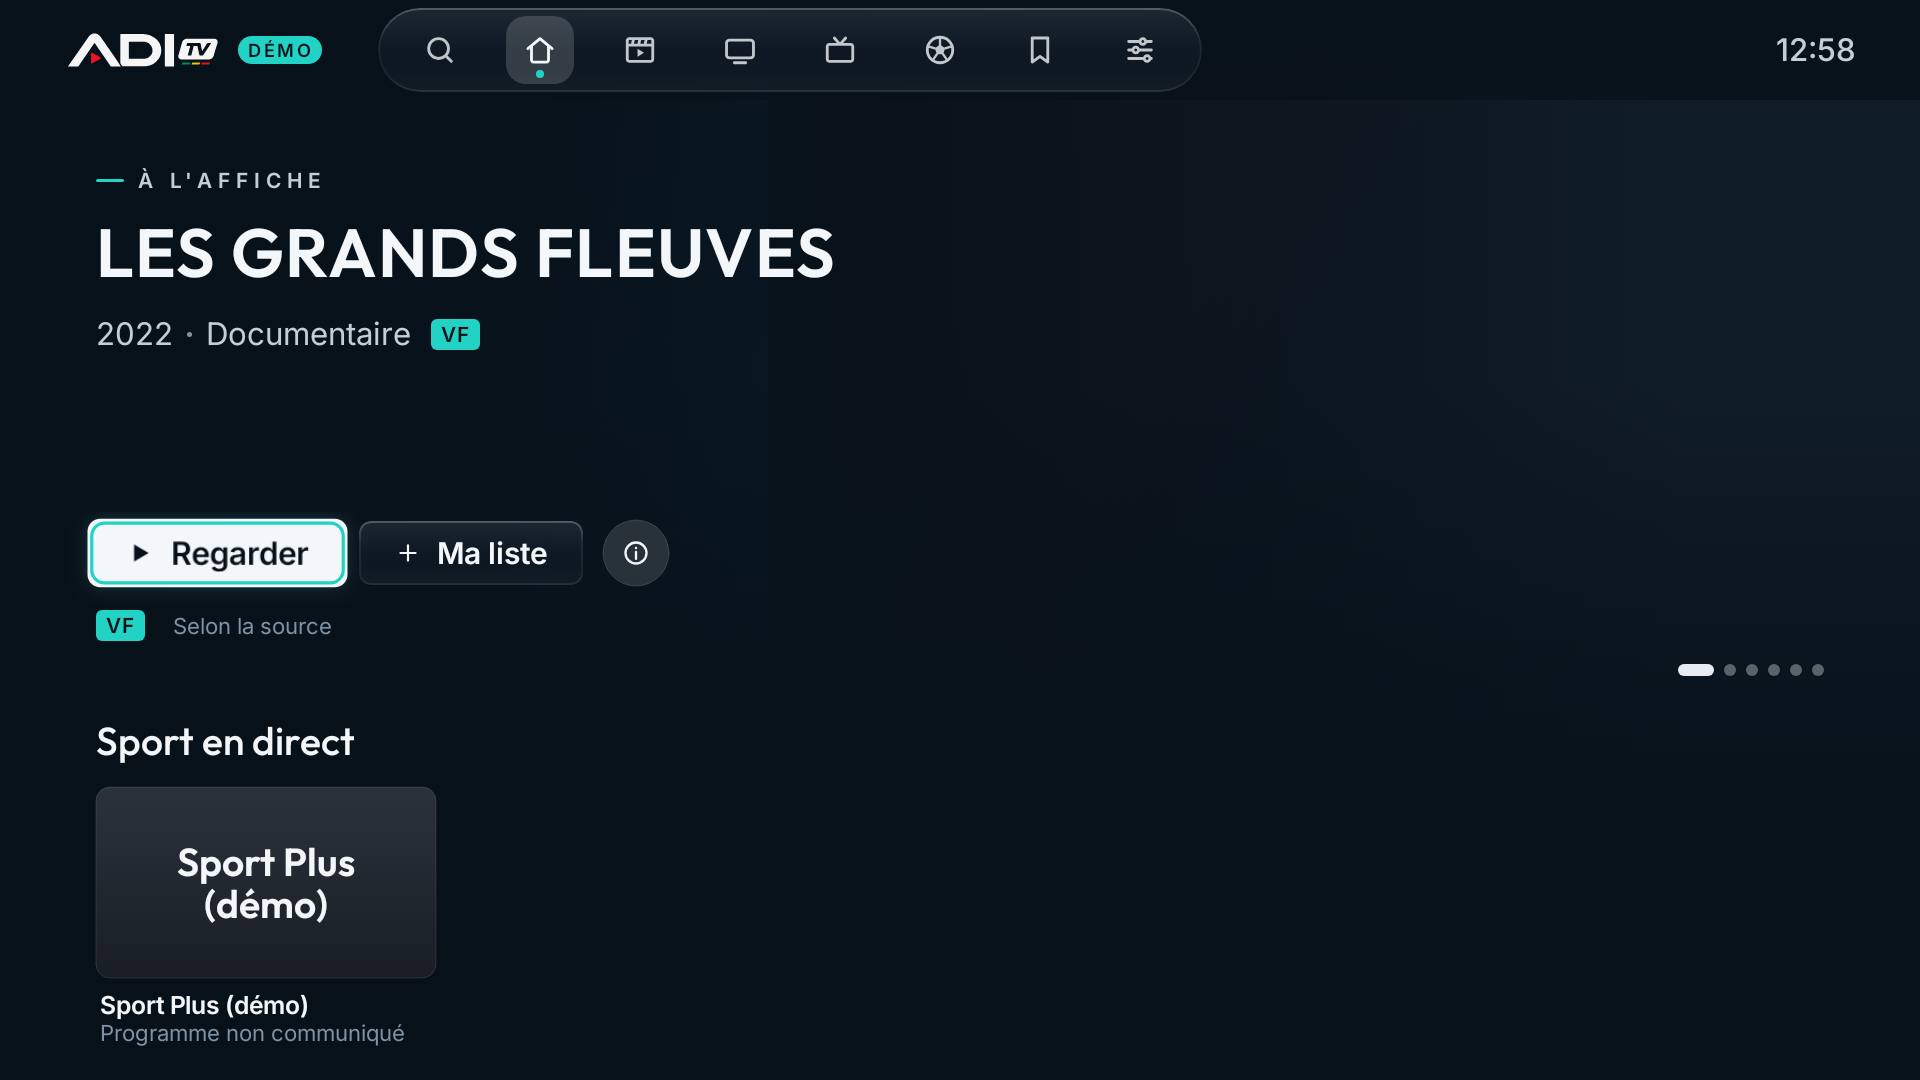 ADI TV
DÉMO
12:58
À L'AFFICHE
LES GRANDS FLEUVES
2022 · Documentaire VF
Regarder
Ma liste
VF Selon la source
Sport en direct
Sport Plus
(démo)
Sport Plus (démo)
Programme non communiqué